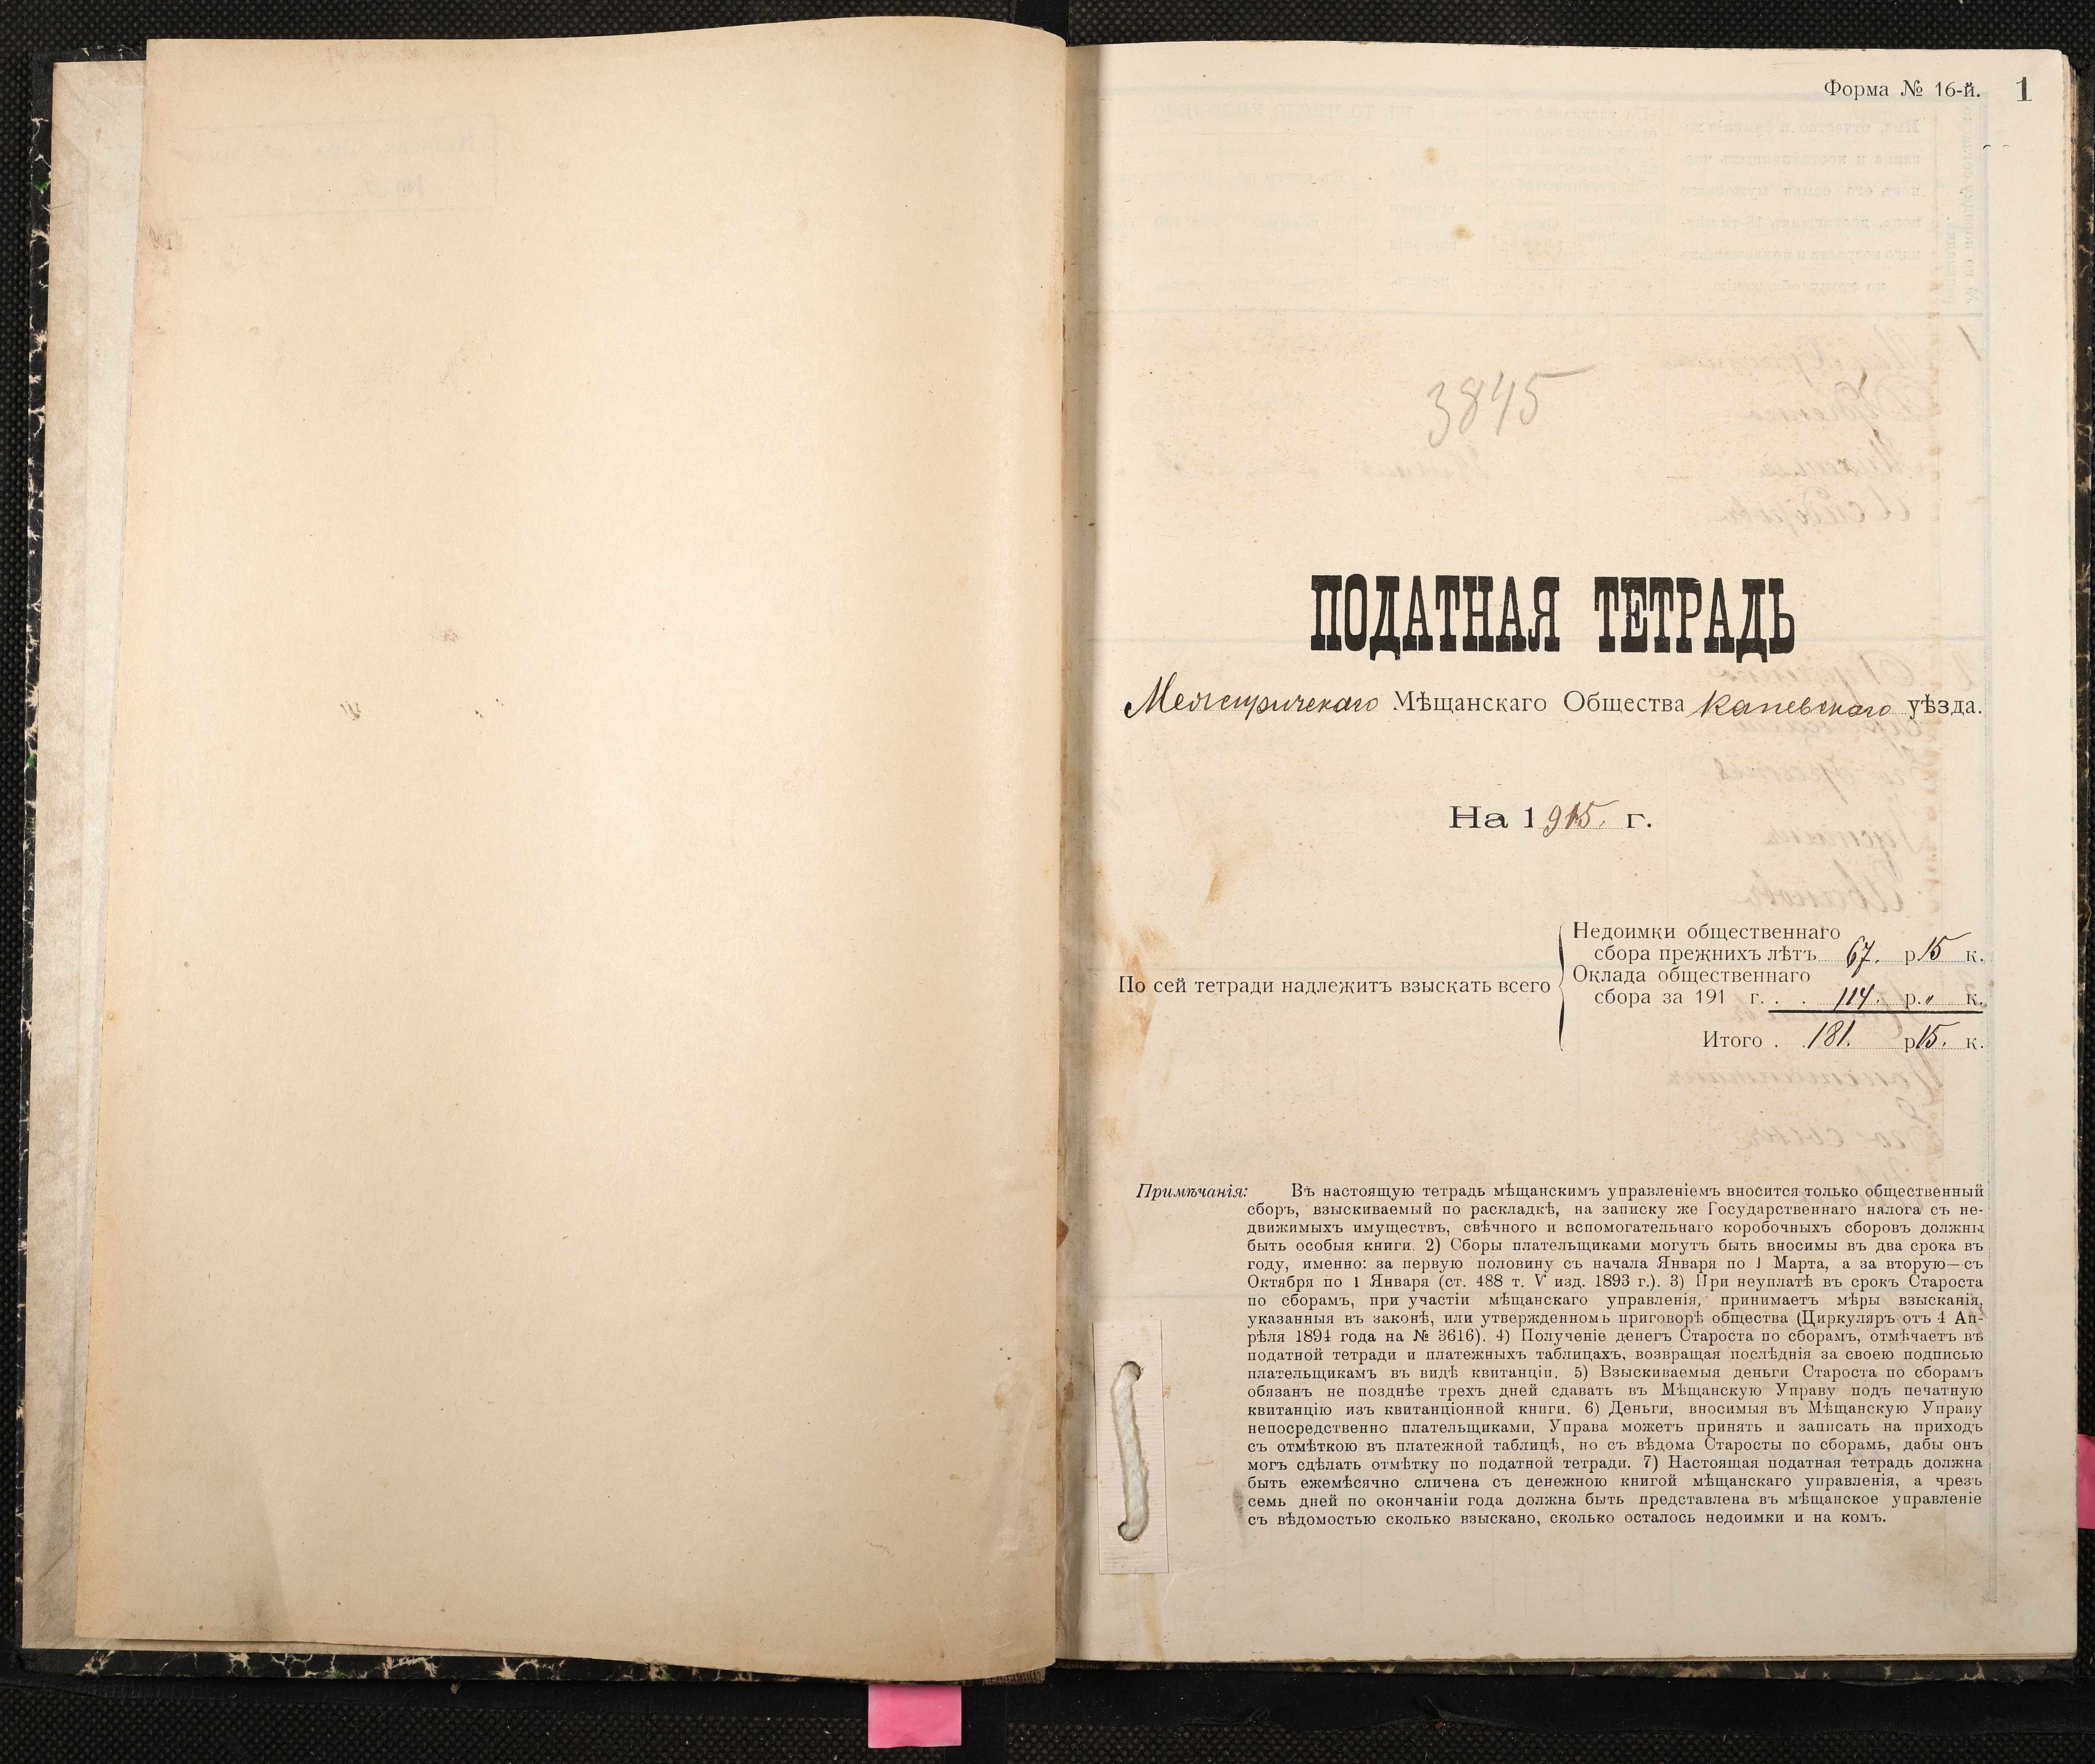 Форма № 16-й. 1
3845
ПОДАТНАЯ ТЕТРАДЬ
Межиричскаго Мѣщанскаго Общества Каневскаго уѣзда.
На 1915. г.
Недоимки общественнаго
сбора прежнихъ лѣтъ 67. р 15 к.
По сей тетради надлежитъ взыскать всего
Оклада общественнаго
сбора за 191 г. . . 114. р. „ к.
Итого . . 181. р 15. к.
Примѣчанія: Въ настоящую тетрадь мѣщанскимъ управленіемъ вносится только общественный
сборъ, взыскиваемый по раскладкѣ, на записку же Государственнаго налога съ не-
движимыхъ имуществъ, свѣчного и вспомогательнаго коробочныхъ сборовъ должны
быть особыя книги. 2) Сборы плательщиками могутъ быть вносимы въ два срока въ
году, именно: за первую половину съ начала Января по 1 Марта, а за вторую—съ
Октября по 1 Января (ст. 488 т. V изд. 1893 г.). 3) При неуплатѣ въ срокъ Староста
по сборамъ, при участіи мѣщанскаго управленія, принимаетъ мѣры взысканія,
указанныя въ законѣ, или утвержденномъ приговорѣ общества (Циркуляръ отъ 4 Ап-
рѣля 1894 года на № 3616). 4) Полученіе денегъ Староста по сборамъ, отмѣчаетъ въ
податной тетради и платежныхъ таблицахъ, возвращая послѣднія за своею подписью
плательщикамъ въ видѣ квитанціи. 5) Взыскиваемыя деньги Староста по сборамъ
обязанъ не позднѣе трехъ дней сдавать въ Мѣщанскую Управу подъ печатную
квитанцію изъ квитанціонной книги. 6) Деньги, вносимыя въ Мѣщанскую Управу
непосредственно плательщиками, Управа можетъ принять и записать на приходъ
съ отмѣткою въ платежной таблицѣ, но съ вѣдома Старосты по сборамъ, дабы онъ
могъ сдѣлать отмѣтку по податной тетради. 7) Настоящая податная тетрадь должна
быть ежемѣсячно сличена съ денежною книгой мѣщанскаго управленія, а чрезъ
семь дней по окончаніи года должна быть представлена въ мѣщанское управленіе
съ вѣдомостью сколько взыскано, сколько осталось недоимки и на комъ.